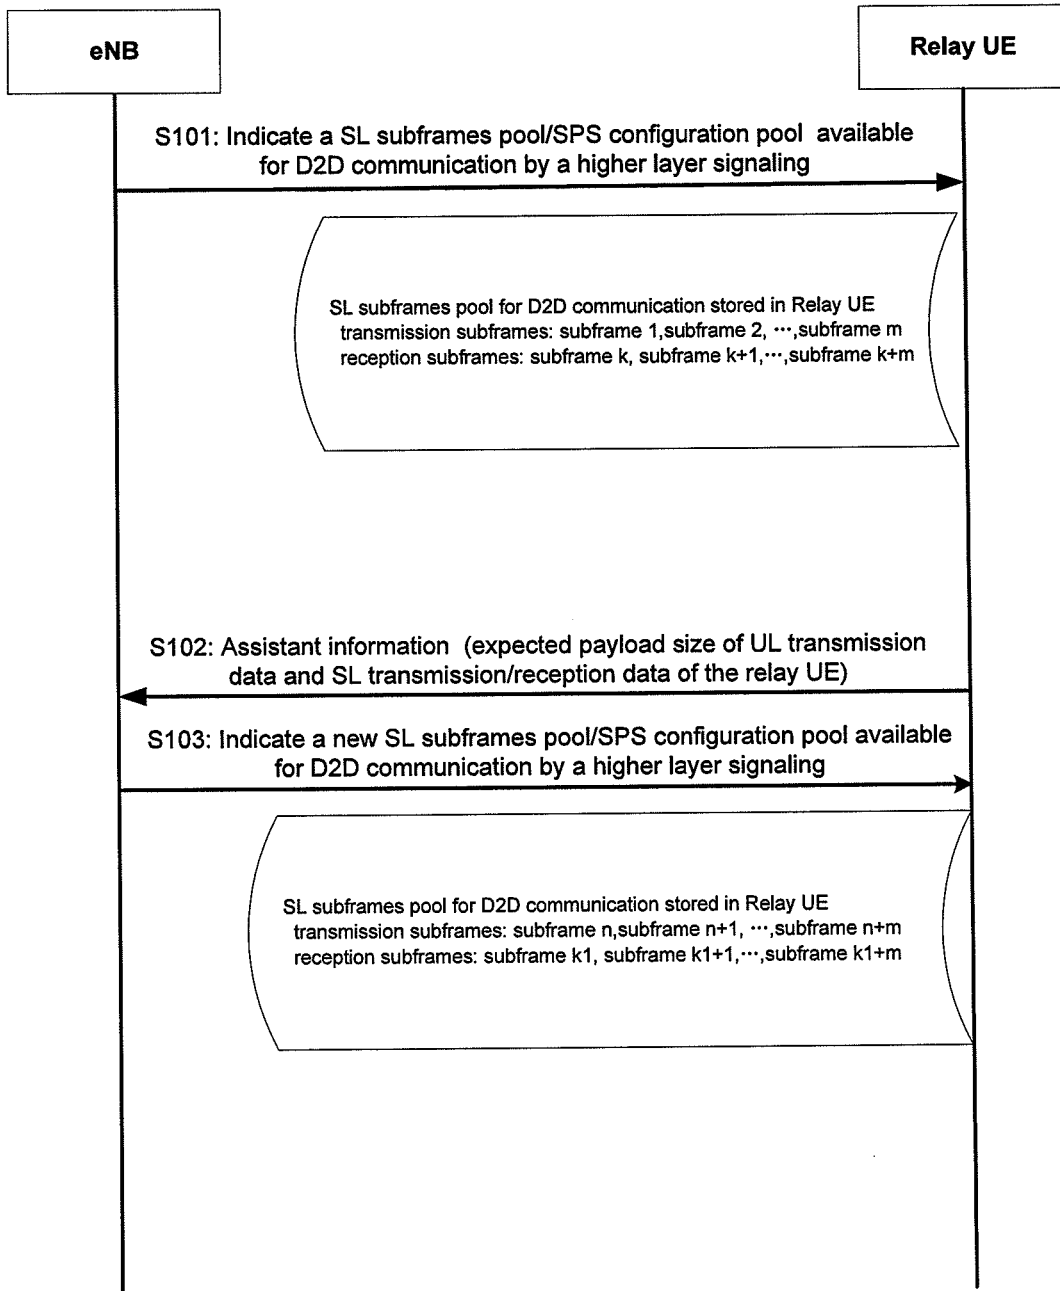 eNB
Relay UE
S101: Indicate a SL subframes pool/SPS configuration pool available
for D2D communication by a higher layer signaling
SL subframes pool for D2D communication stored in Relay UE
transmission subframes: subframe 1,subframe 2, ···,subframe m
reception subframes: subframe k, subframe k+1,···,subframe k+m
S102: Assistant information (expected payload size of UL transmission
data and SL transmission/reception data of the relay UE)
S103: Indicate a new SL subframes pool/SPS configuration pool available
for D2D communication by a higher layer signaling
SL subframes pool for D2D communication stored in Relay UE
transmission subframes: subframe n,subframe n+1, ···,subframe n+m
reception subframes: subframe k1, subframe k1+1,···,subframe k1+m